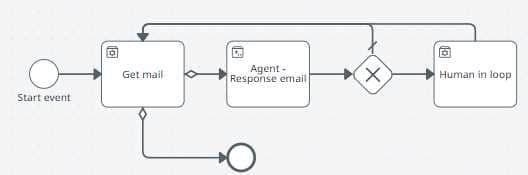 Get mail
Agent -
Response email
Human in loop
Start event